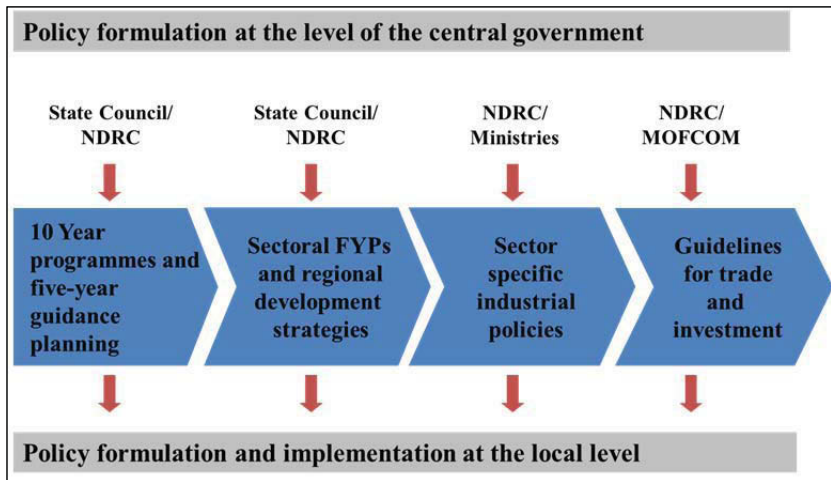 Policy formulation at the level of the central government
State Council/
NDRC
State Council/
NDRC
NDRC/
Ministries
NDRC/
MOFCOM
10 Year
programmes and
five-year
guidance
planning
Sectoral FYPs
and regional
development
strategies
Sector
specific
industrial
policies
Guidelines
for trade
and
investment
Policy formulation and implementation at the local level